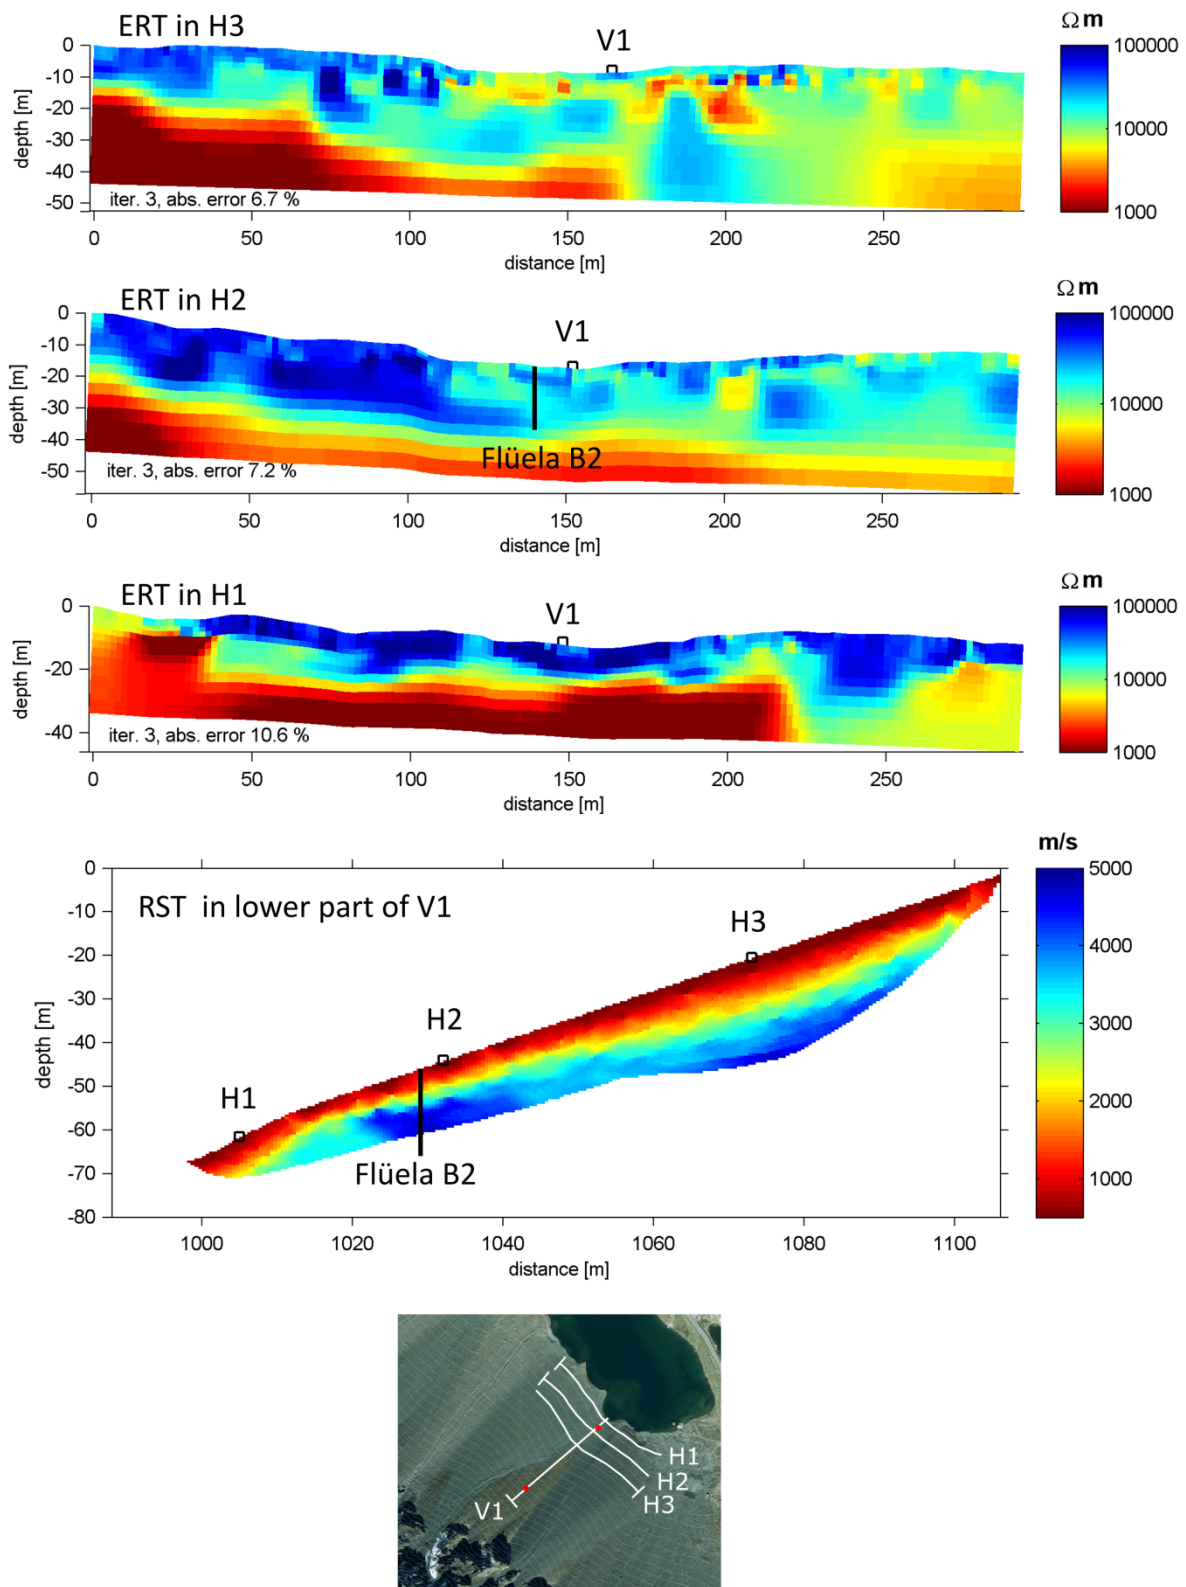 ERT in H3
V1
Ω m
depth [m]
0
-10
-20
-30
-40
-50
iter. 3, abs. error 6.7 %
0 50 100 150 200 250
distance [m]
100000
10000
1000
ERT in H2
V1
Ω m
depth [m]
0
-10
-20
-30
-40
-50
Flüela B2
iter. 3, abs. error 7.2 %
0 50 100 150 200 250
distance [m]
100000
10000
1000
ERT in H1
V1
Ω m
depth [m]
0
-20
-40
iter. 3, abs. error 10.6 %
0 50 100 150 200 250
distance [m]
100000
10000
1000
m/s
RST in lower part of V1
H3
H2
H1
Flüela B2
depth [m]
0
-10
-20
-30
-40
-50
-60
-70
-80
1000 1020 1040 1060 1080 1100
distance [m]
5000
4000
3000
2000
1000
H1
H2
H3
V1